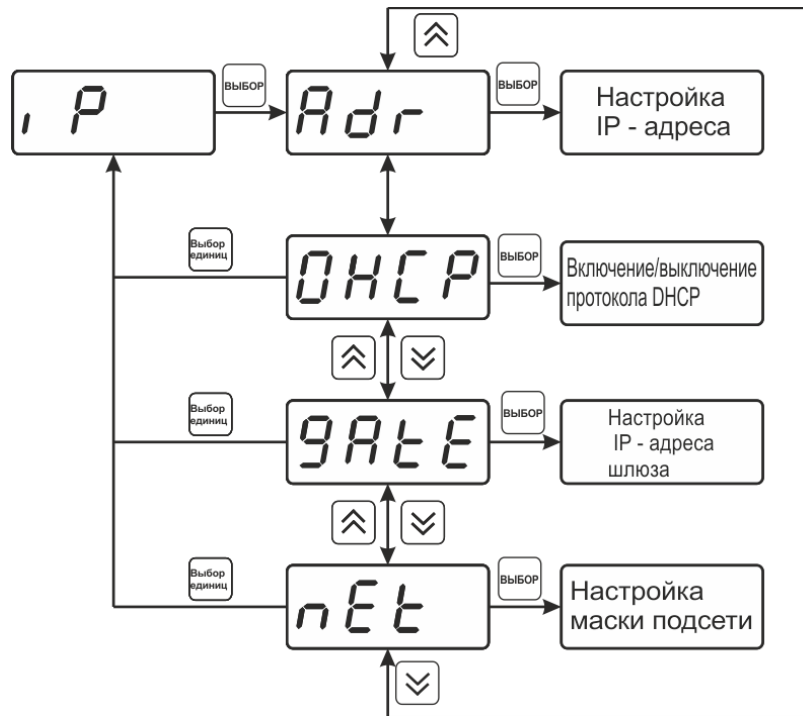 ıP
ВЫБОР
Adr
ВЫБОР
Настройка
IP - адреса
Выбор
единиц
DHCP
ВЫБОР
Включение/выключение
протокола DHCP
Выбор
единиц
gAtE
ВЫБОР
Настройка
IP - адреса
шлюза
Выбор
единиц
nEt
ВЫБОР
Настройка
маски подсети